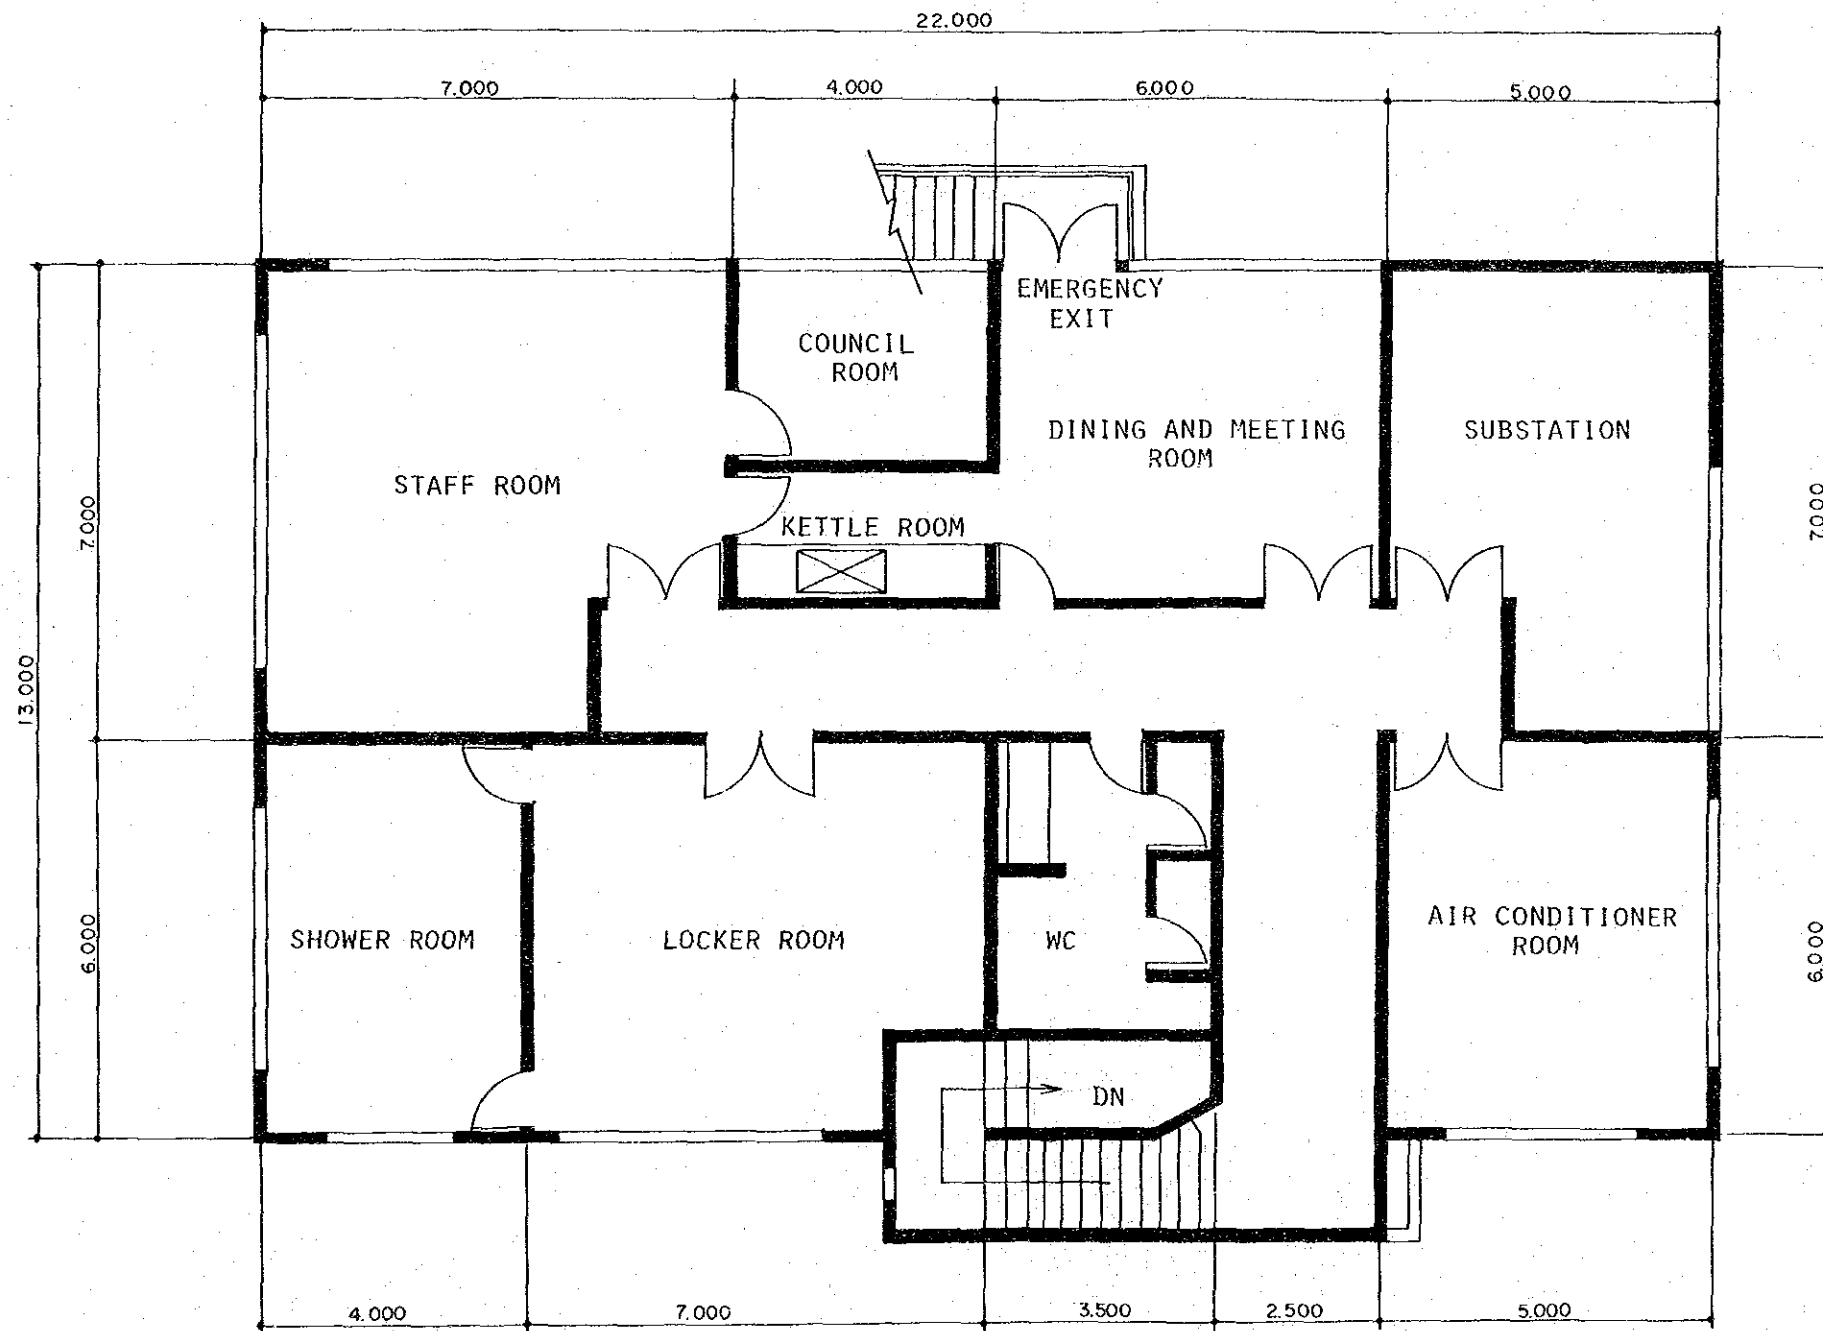 22.000
7.000
4.000
6.000
5.000
EMERGENCY
EXIT
COUNCIL
ROOM
DINING AND MEETING
ROOM
SUBSTATION
STAFF ROOM
KETTLE ROOM
7.000
7.000
13.000
6.000
6.000
SHOWER ROOM
LOCKER ROOM
WC
AIR CONDITIONER
ROOM
DN
4.000
7.000
3.500
2.500
5.000